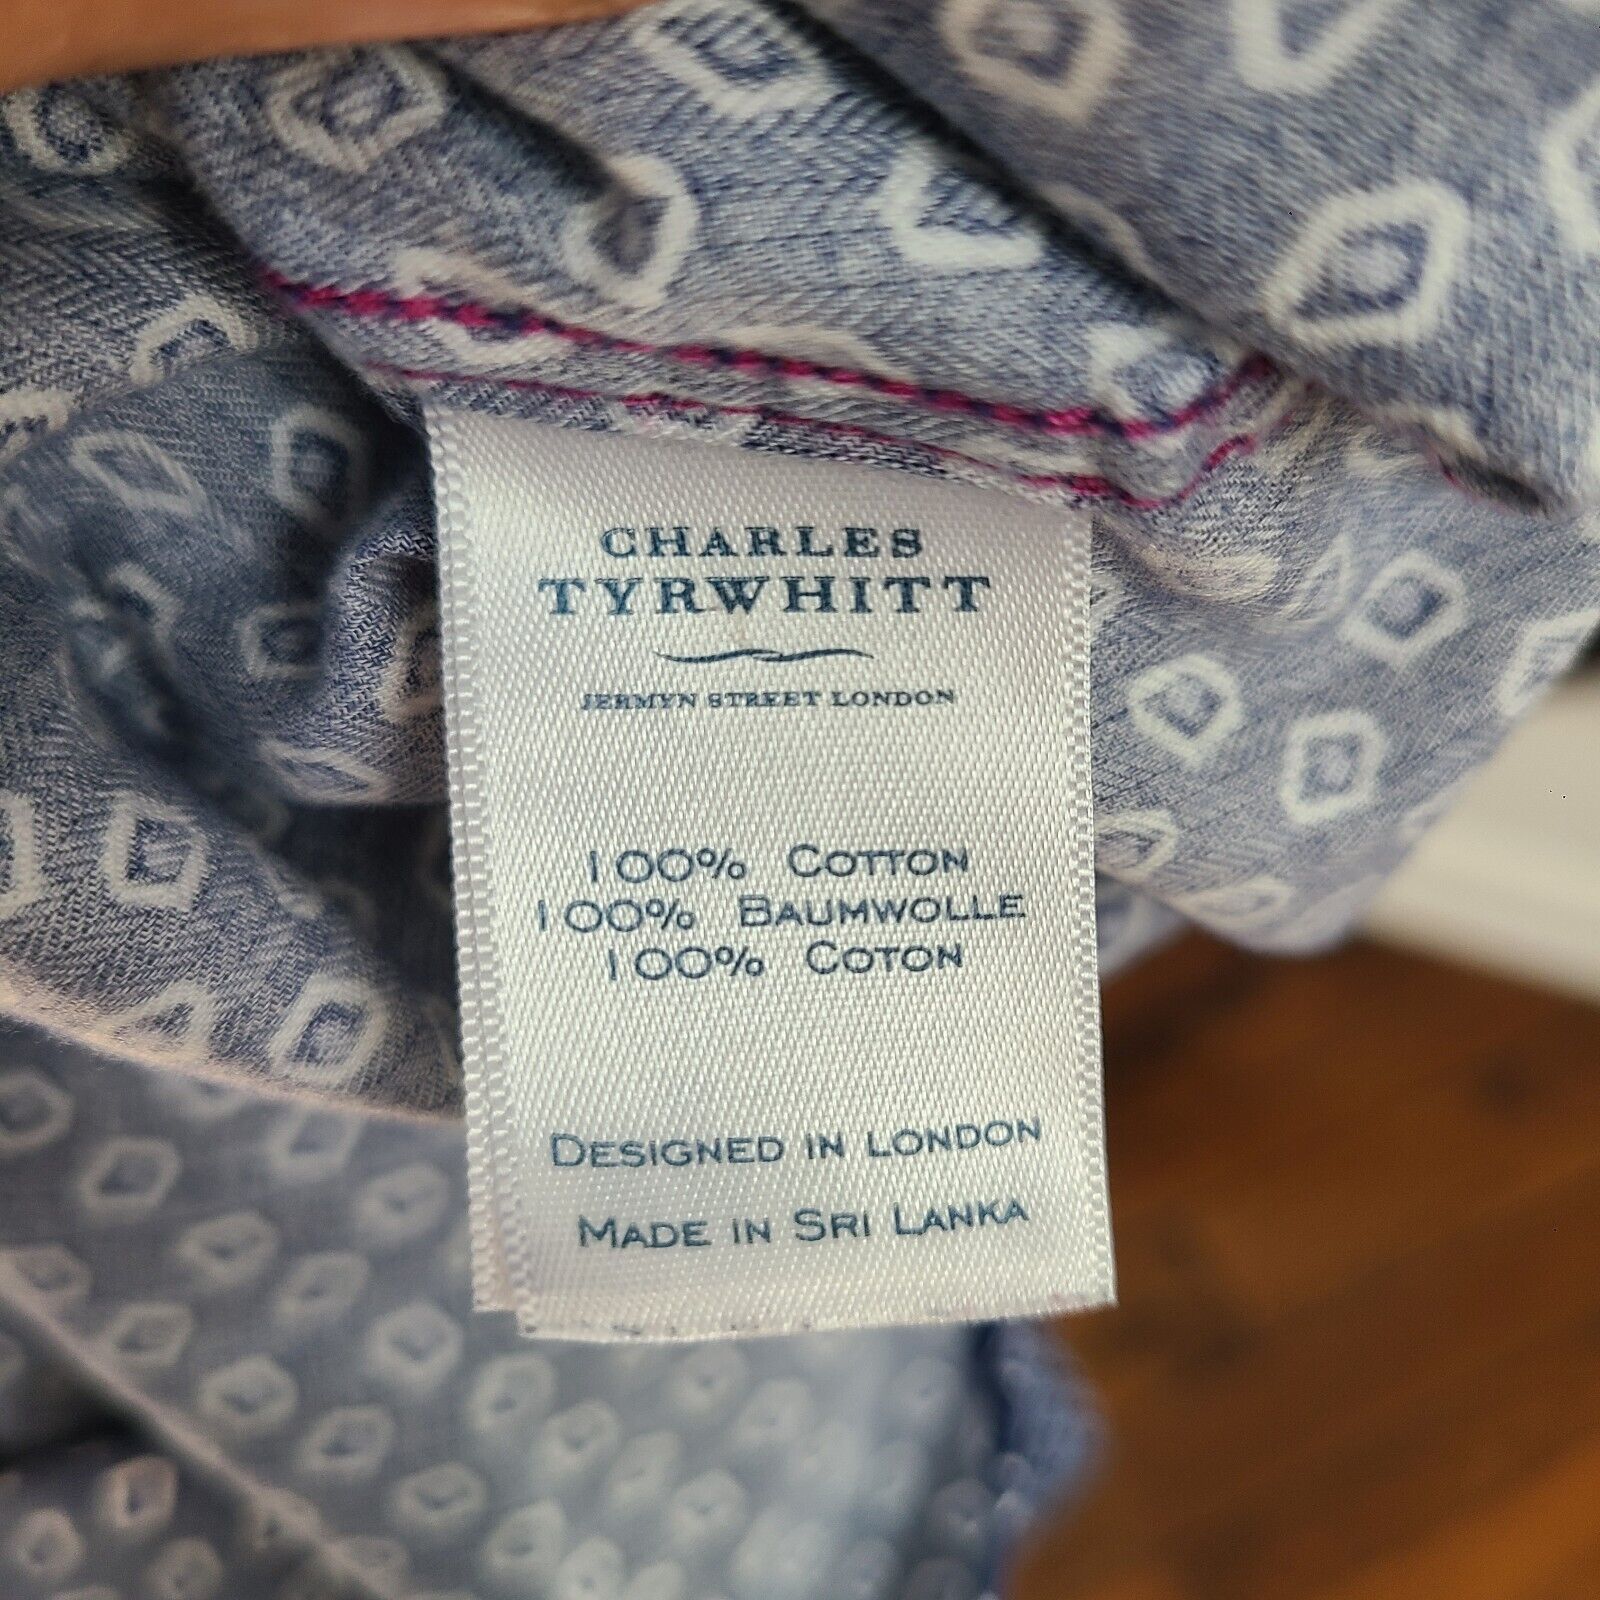 CHARLES
TYRWHITT
JERMYN STREET LONDON
100% COTTON
100% BAUMWOLLE
100% COTON
DESIGNED IN LONDON
MADE IN SRI LANKA